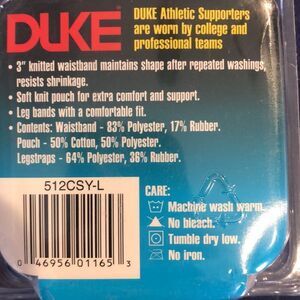 DUKE
DUKE Athletic Supporters
are worn by college and
professional teams
• 3" knitted waistband maintains shape after repeated washings,
resists shrinkage.
• Soft knit pouch for extra comfort and support.
• Leg bands with a comfortable fit.
• Contents: Waistband - 83% Polyester, 17% Rubber.
Pouch - 50% Cotton, 50% Polyester.
Legstraps - 64% Polyester, 36% Rubber.
512CSY-L
0 46956 01165 3
CARE:
Machine wash warm.
No bleach.
Tumble dry low.
No iron.